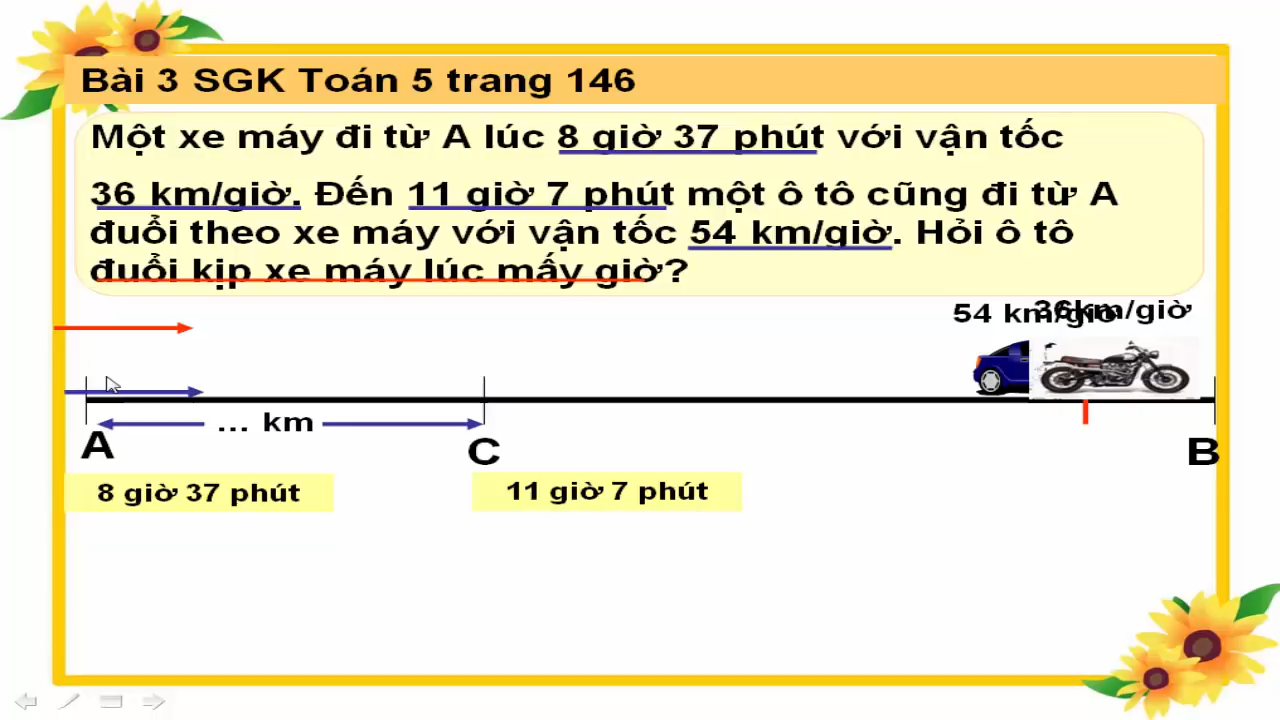 Bài 3 SGK Toán 5 trang 146
Một xe máy đi từ A lúc 8 giờ 37 phút với vận tốc
36 km/giờ. Đến 11 giờ 7 phút một ô tô cũng đi từ A
đuổi theo xe máy với vận tốc 54 km/giờ. Hỏi ô tô
đuổi kịp xe máy lúc mấy giờ?
54 km/giờ 36km/giờ
... km
A C B
8 giờ 37 phút 11 giờ 7 phút